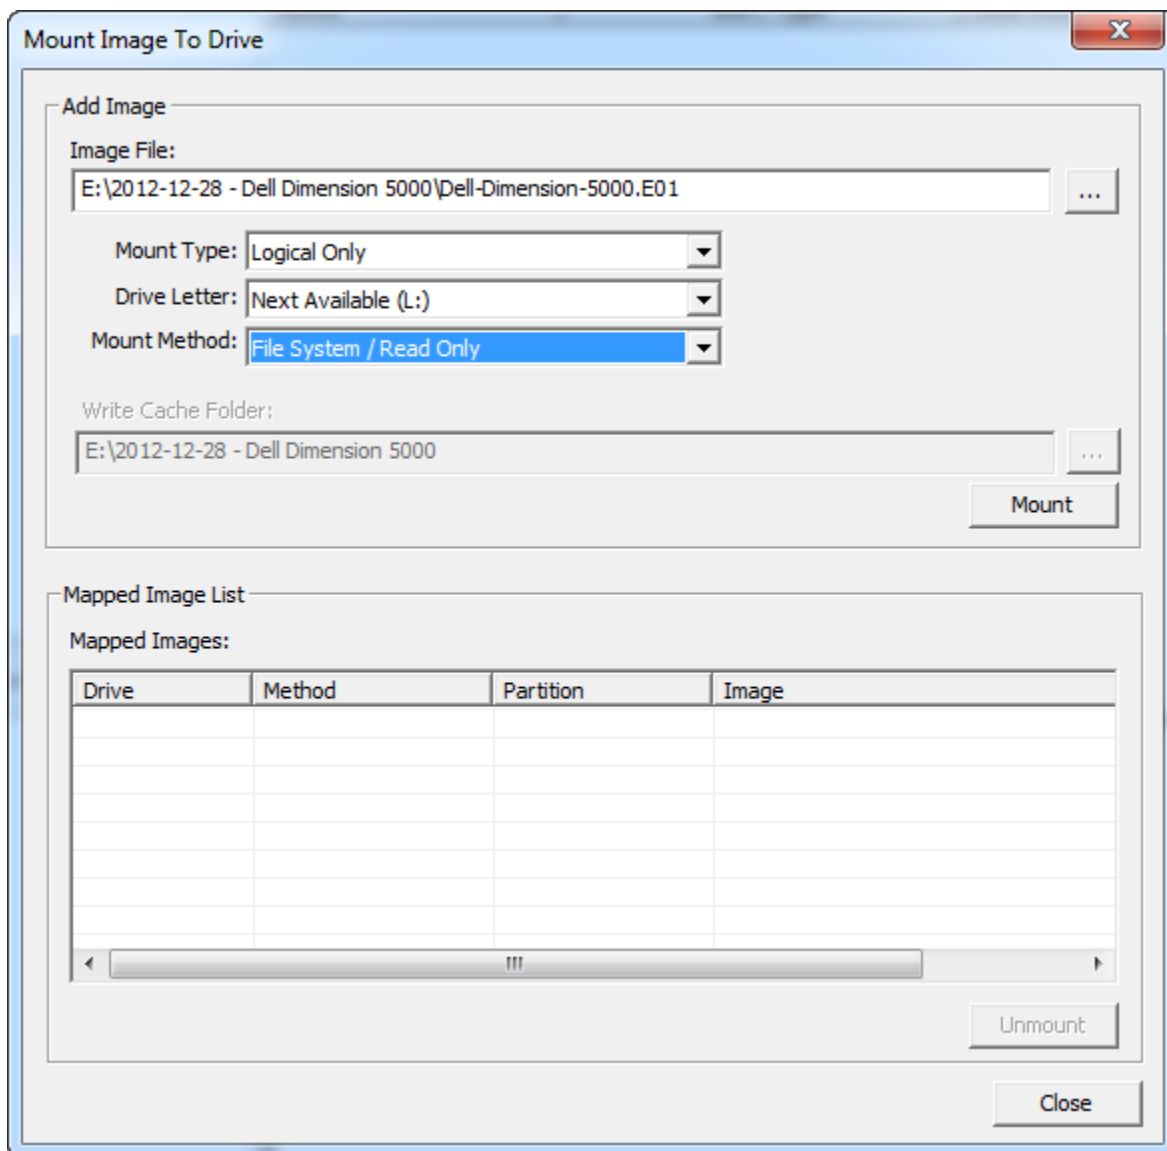 Mount Image To Drive
Add Image
Image File:
E:\2012-12-28 - Dell Dimension 5000\Dell-Dimension-5000.E01
...
Mount Type: Logical Only
Drive Letter: Next Available (L:)
Mount Method: File System / Read Only
Write Cache Folder:
E:\2012-12-28 - Dell Dimension 5000
...
Mount
Mapped Image List
Mapped Images:
Drive Method Partition Image
Unmount
Close